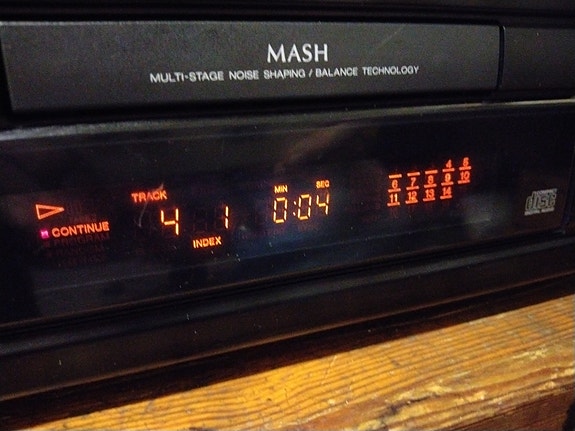 MASH
MULTI-STAGE NOISE SHAPING / BALANCE TECHNOLOGY
TRACK MIN SEC
4 1 0:04
INDEX
CONTINUE
4 5
6 7 8 9 10
11 12 13 14
disc